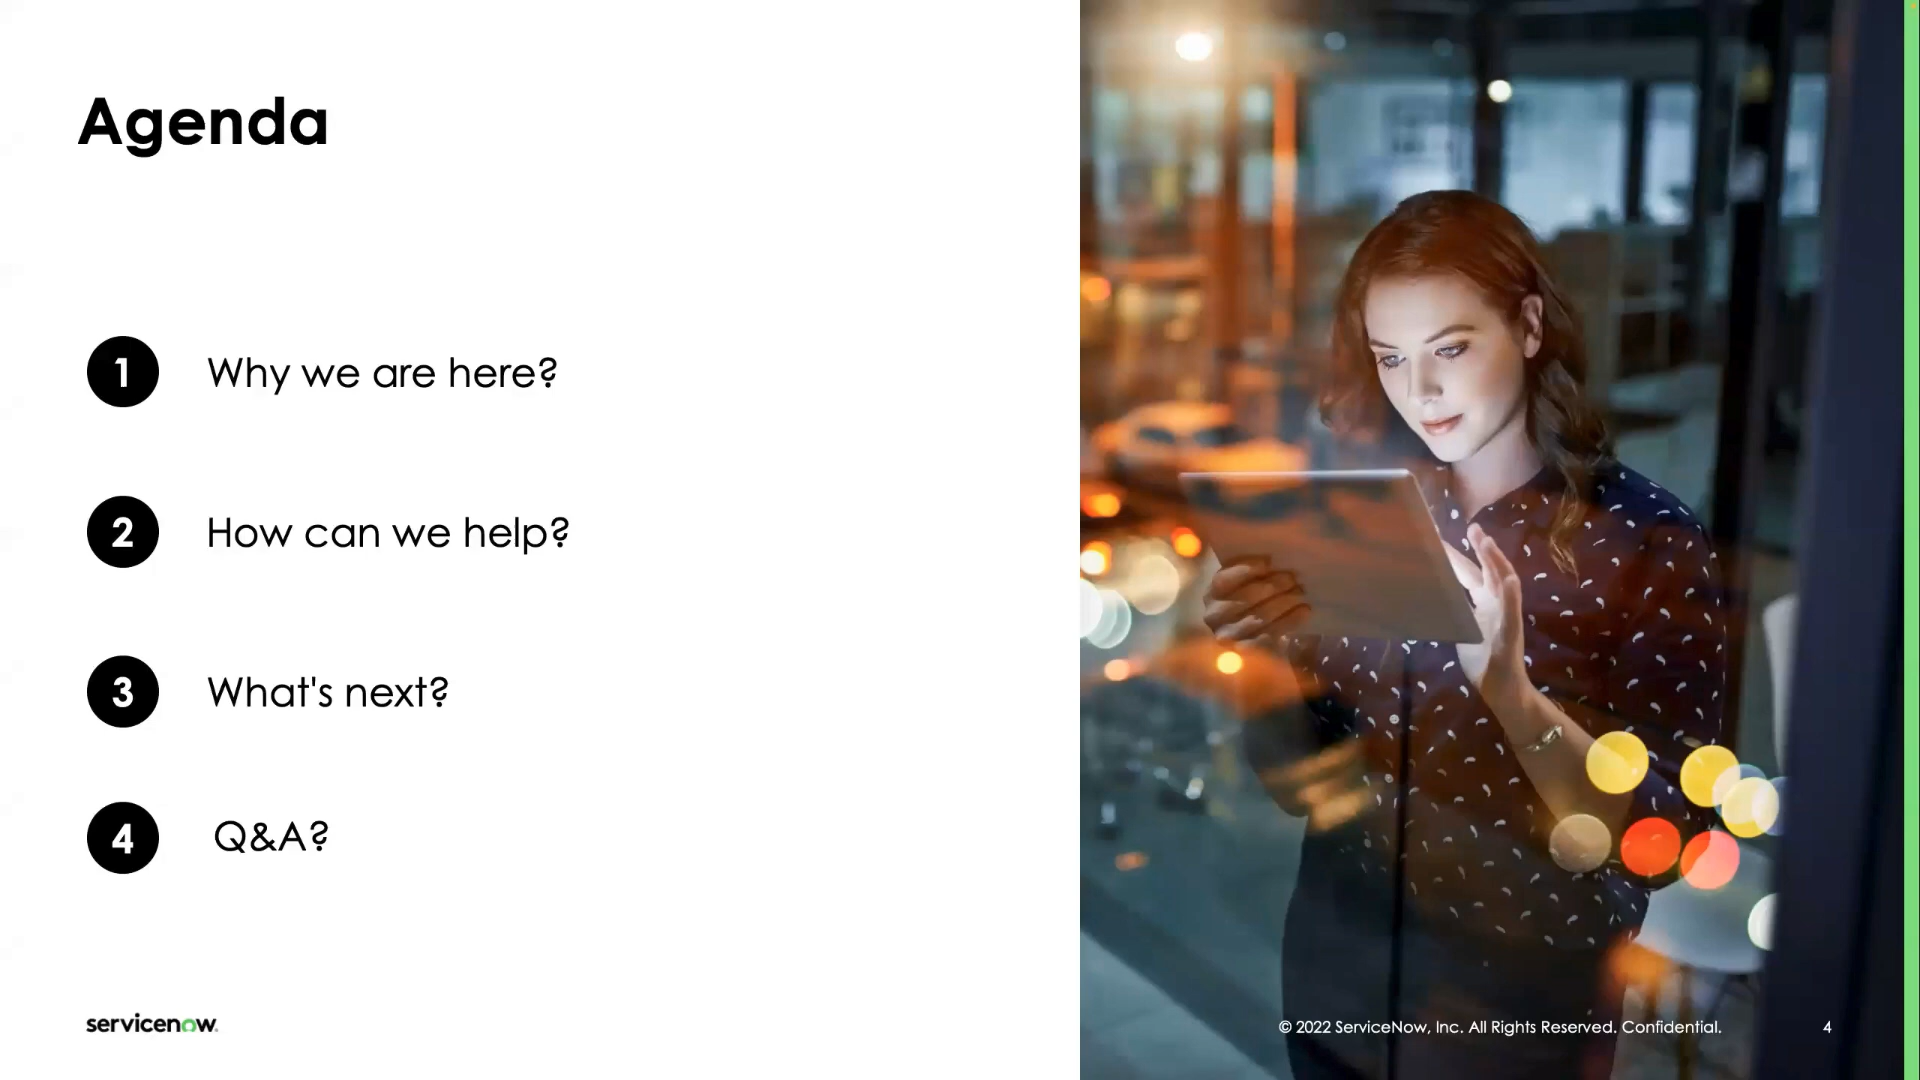 Agenda
1 Why we are here?
2 How can we help?
3 What's next?
4 Q&A?
servicenow.
© 2022 ServiceNow, Inc. All Rights Reserved. Confidential. 4